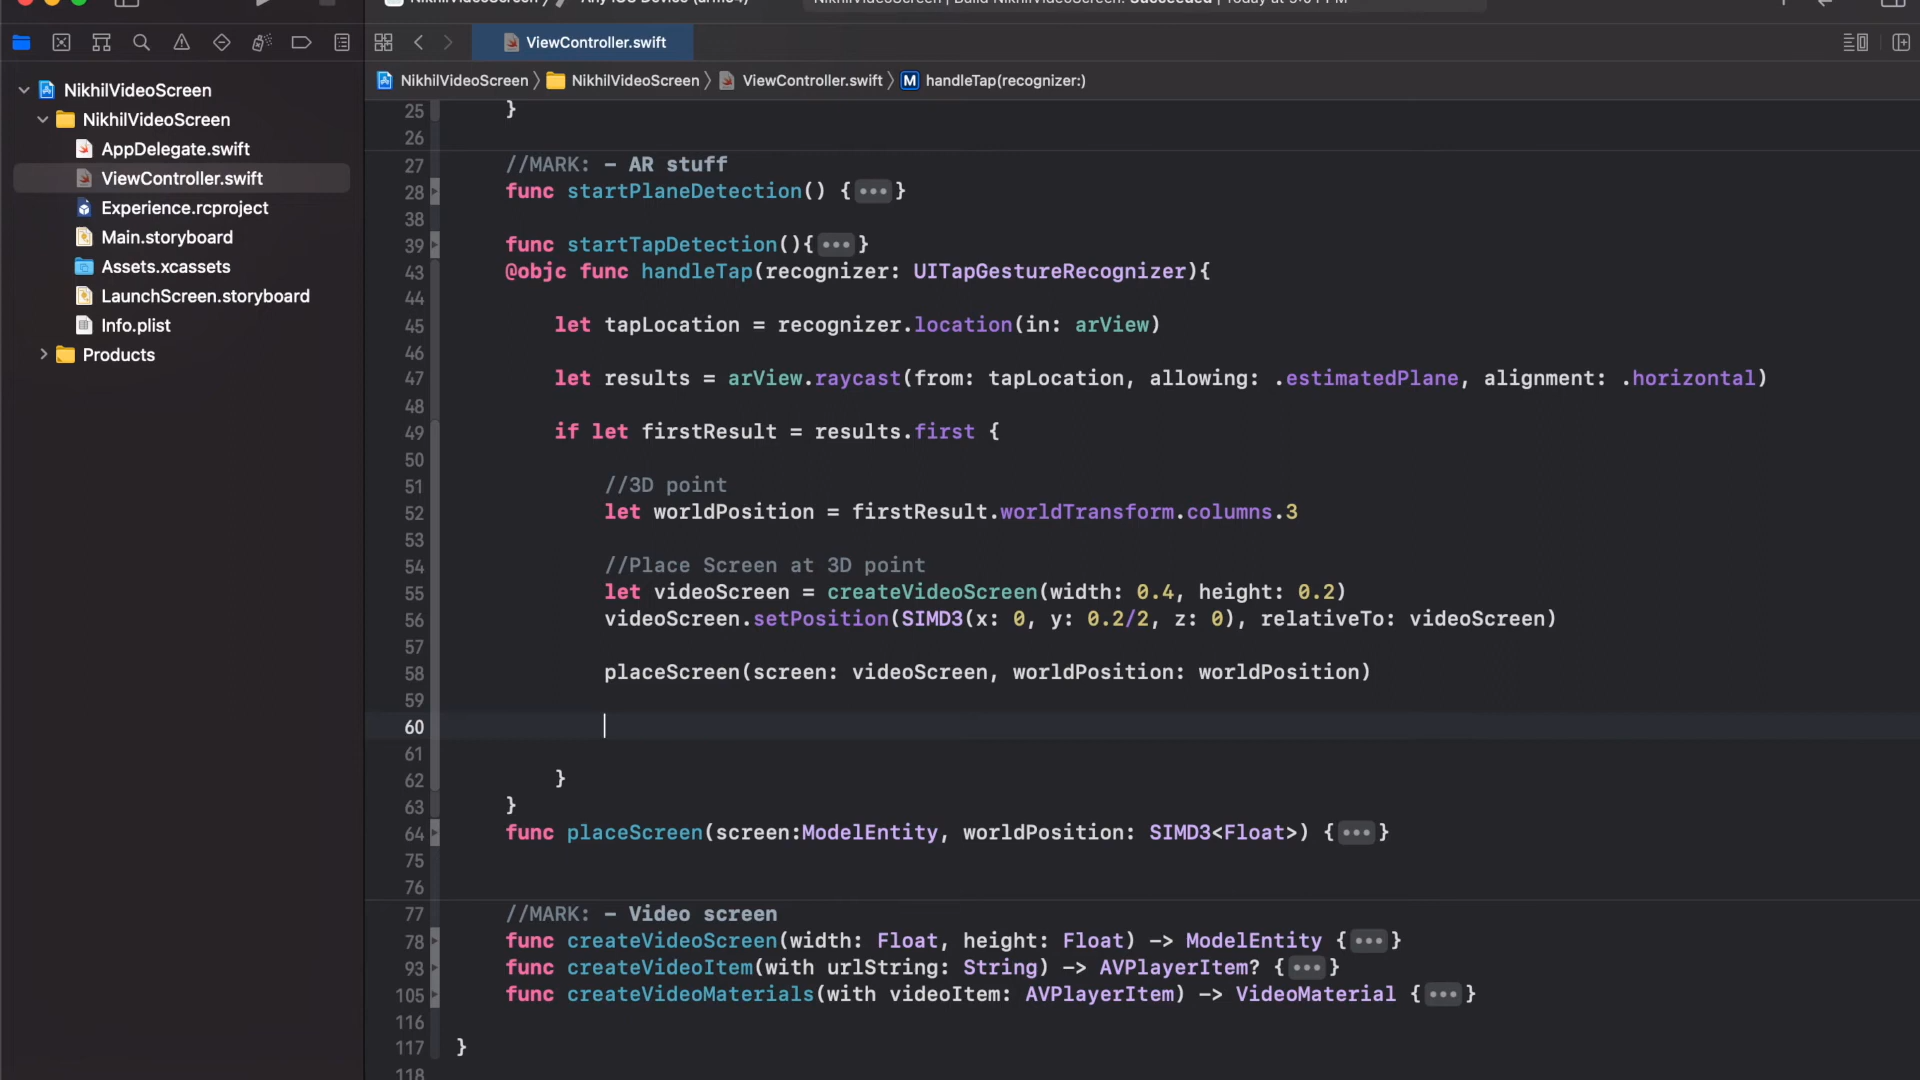 ViewController.swift
NikhilVideoScreen
NikhilVideoScreen
ViewController.swift
M
handleTap(recognizer:)
NikhilVideoScreen
NikhilVideoScreen
AppDelegate.swift
ViewController.swift
Experience.rcproject
Main.storyboard
Assets.xcassets
LaunchScreen.storyboard
Info.plist
Products
25 }
26
27 //MARK: - AR stuff
28 func startPlaneDetection() {•••}
38
39 func startTapDetection(){•••}
43 @objc func handleTap(recognizer: UITapGestureRecognizer){
44
45 let tapLocation = recognizer.location(in: arView)
46
47 let results = arView.raycast(from: tapLocation, allowing: .estimatedPlane, alignment: .horizontal)
48
49 if let firstResult = results.first {
50
51 //3D point
52 let worldPosition = firstResult.worldTransform.columns.3
53
54 //Place Screen at 3D point
55 let videoScreen = createVideoScreen(width: 0.4, height: 0.2)
56 videoScreen.setPosition(SIMD3(x: 0, y: 0.2/2, z: 0), relativeTo: videoScreen)
57
58 placeScreen(screen: videoScreen, worldPosition: worldPosition)
59
60
61
62 }
63 }
64 func placeScreen(screen:ModelEntity, worldPosition: SIMD3<Float>) {•••}
75
76
77 //MARK: - Video screen
78 func createVideoScreen(width: Float, height: Float) -> ModelEntity {•••}
93 func createVideoItem(with urlString: String) -> AVPlayerItem? {•••}
105 func createVideoMaterials(with videoItem: AVPlayerItem) -> VideoMaterial {•••}
116
117 }
118